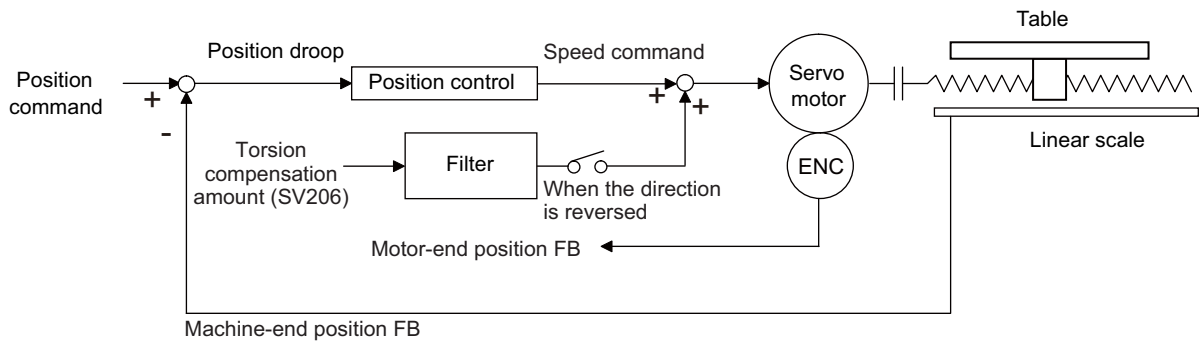 Table
Position droop
Speed command
Position
command
+
-
Position control
+
+
Servo
motor
Linear scale
Torsion
compensation
amount (SV206)
Filter
When the direction
is reversed
ENC
Motor-end position FB
Machine-end position FB